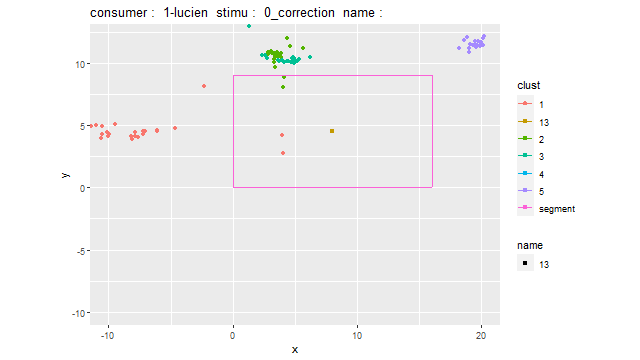 consumer :  1-lucien  stimu :  0_correction  name :
10
5
0
-5
-10
y
-10
0
10
20
x
clust
1
13
2
3
4
5
segment
name
13